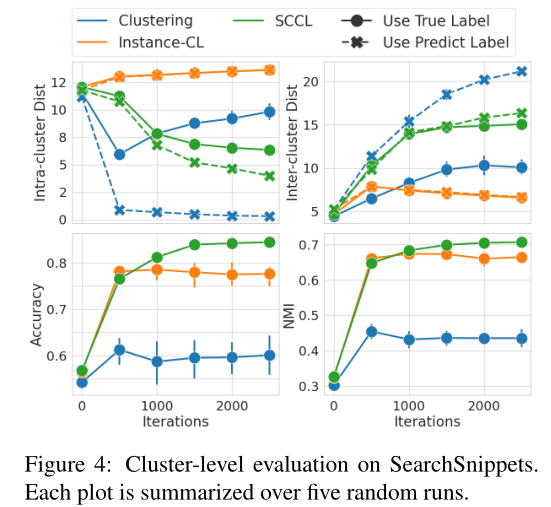 Clustering
SCCL
Use True Label
Instance-CL
Use Predict Label
Intra-cluster Dist
12
10
8
5
2
0
Inter-cluster Dist
20
15
10
5
Accuracy
0.8
0.7
0.6
0
1000
2000
Iterations
NMI
0.7
0.6
0.5
0.4
0.3
0
1000
2000
Iterations
Figure 4: Cluster-level evaluation on SearchSnippets.
Each plot is summarized over five random runs.